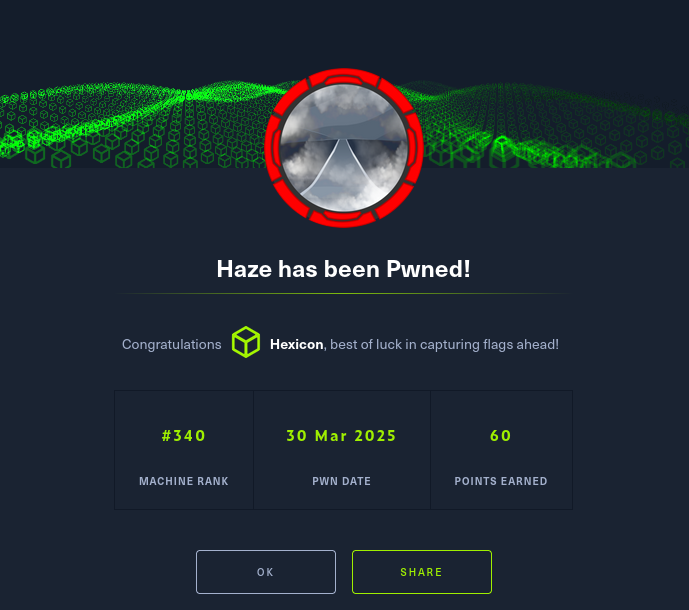 Haze has been Pwned!
Congratulations Hexicon, best of luck in capturing flags ahead!
#340 30 Mar 2025 60
MACHINE RANK PWN DATE POINTS EARNED
OK SHARE